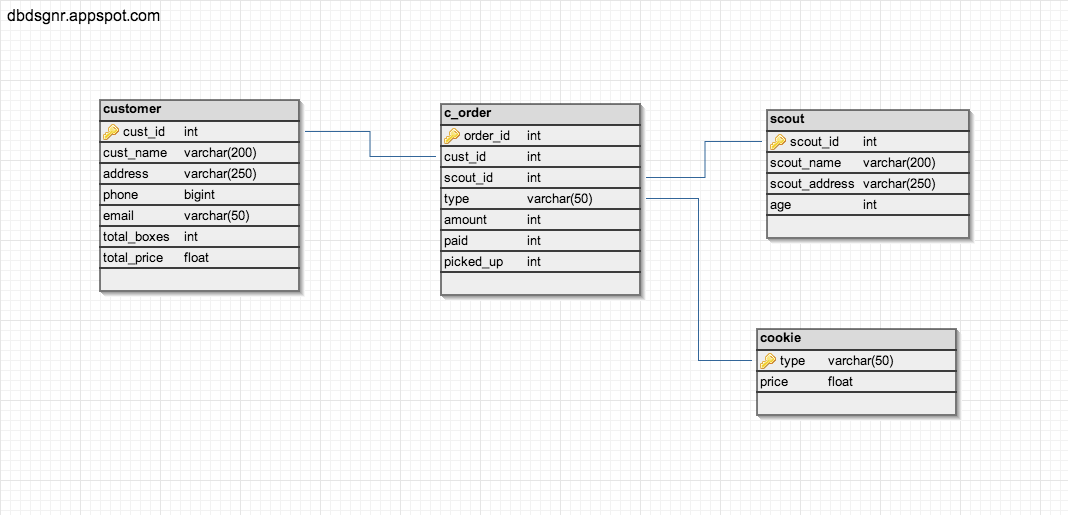 dbdsgnr.appspot.com
customer
cust_id int
cust_name varchar(200)
address varchar(250)
phone bigint
email varchar(50)
total_boxes int
total_price float
c_order
order_id int
cust_id int
scout_id int
type varchar(50)
amount int
paid int
picked_up int
scout
scout_id int
scout_name varchar(200)
scout_address varchar(250)
age int
cookie
type varchar(50)
price float